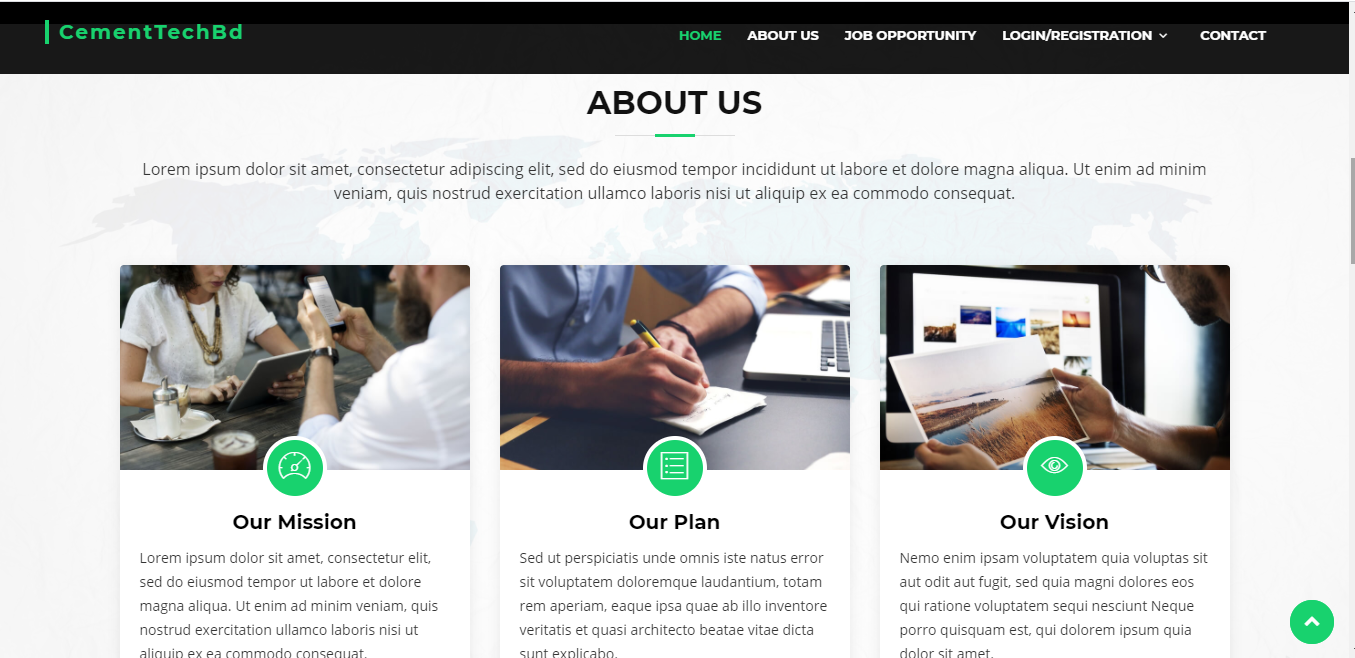 CementTechBd
HOME ABOUT US JOB OPPORTUNITY LOGIN/REGISTRATION CONTACT
ABOUT US
Lorem ipsum dolor sit amet, consectetur adipiscing elit, sed do eiusmod tempor incididunt ut labore et dolore magna aliqua. Ut enim ad minim
veniam, quis nostrud exercitation ullamco laboris nisi ut aliquip ex ea commodo consequat.
Our Mission
Lorem ipsum dolor sit amet, consectetur elit,
sed do eiusmod tempor ut labore et dolore
magna aliqua. Ut enim ad minim veniam, quis
nostrud exercitation ullamco laboris nisi ut
aliquip ex ea commodo consequat.
Our Plan
Sed ut perspiciatis unde omnis iste natus error
sit voluptatem doloremque laudantium, totam
rem aperiam, eaque ipsa quae ab illo inventore
veritatis et quasi architecto beatae vitae dicta
sunt explicabo.
Our Vision
Nemo enim ipsam voluptatem quia voluptas sit
aut odit aut fugit, sed quia magni dolores eos
qui ratione voluptatem sequi nesciunt Neque
porro quisquam est, qui dolorem ipsum quia
dolor sit amet.